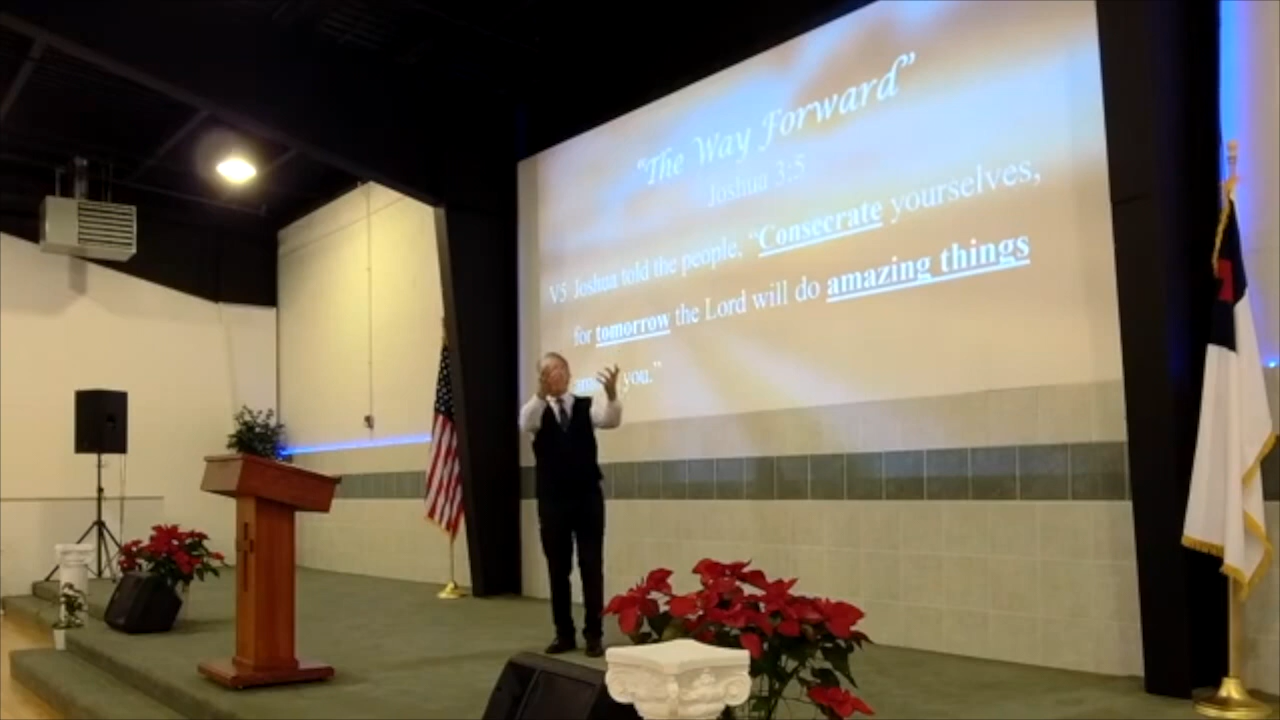 "The Way Forward"
Joshua 3:5
V5 Joshua told the people, "Consecrate yourselves,
for tomorrow the Lord will do amazing things
you."